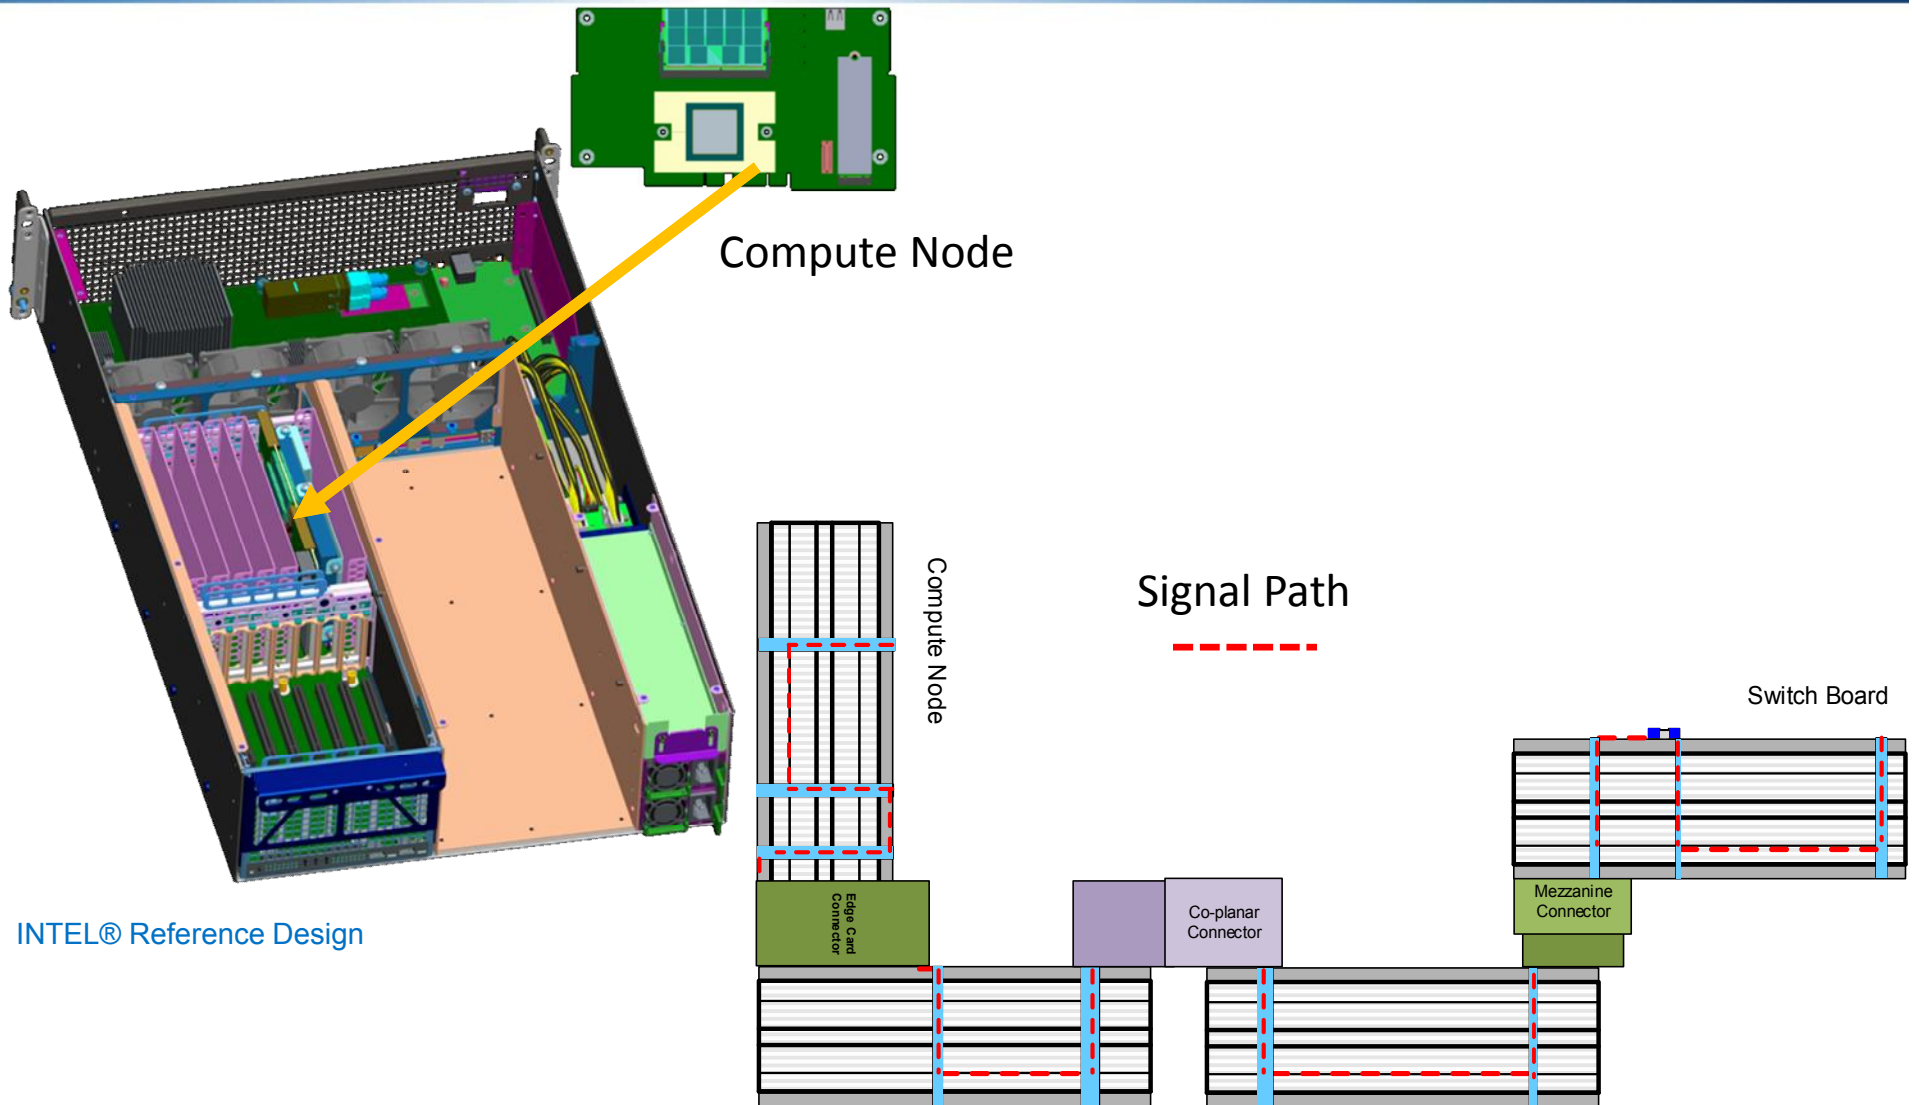 Compute Node
Compute Node
Signal Path
Switch Board
Mezzanine
Connector
Edge Card
Connector
Co-planar
Connector
INTEL® Reference Design